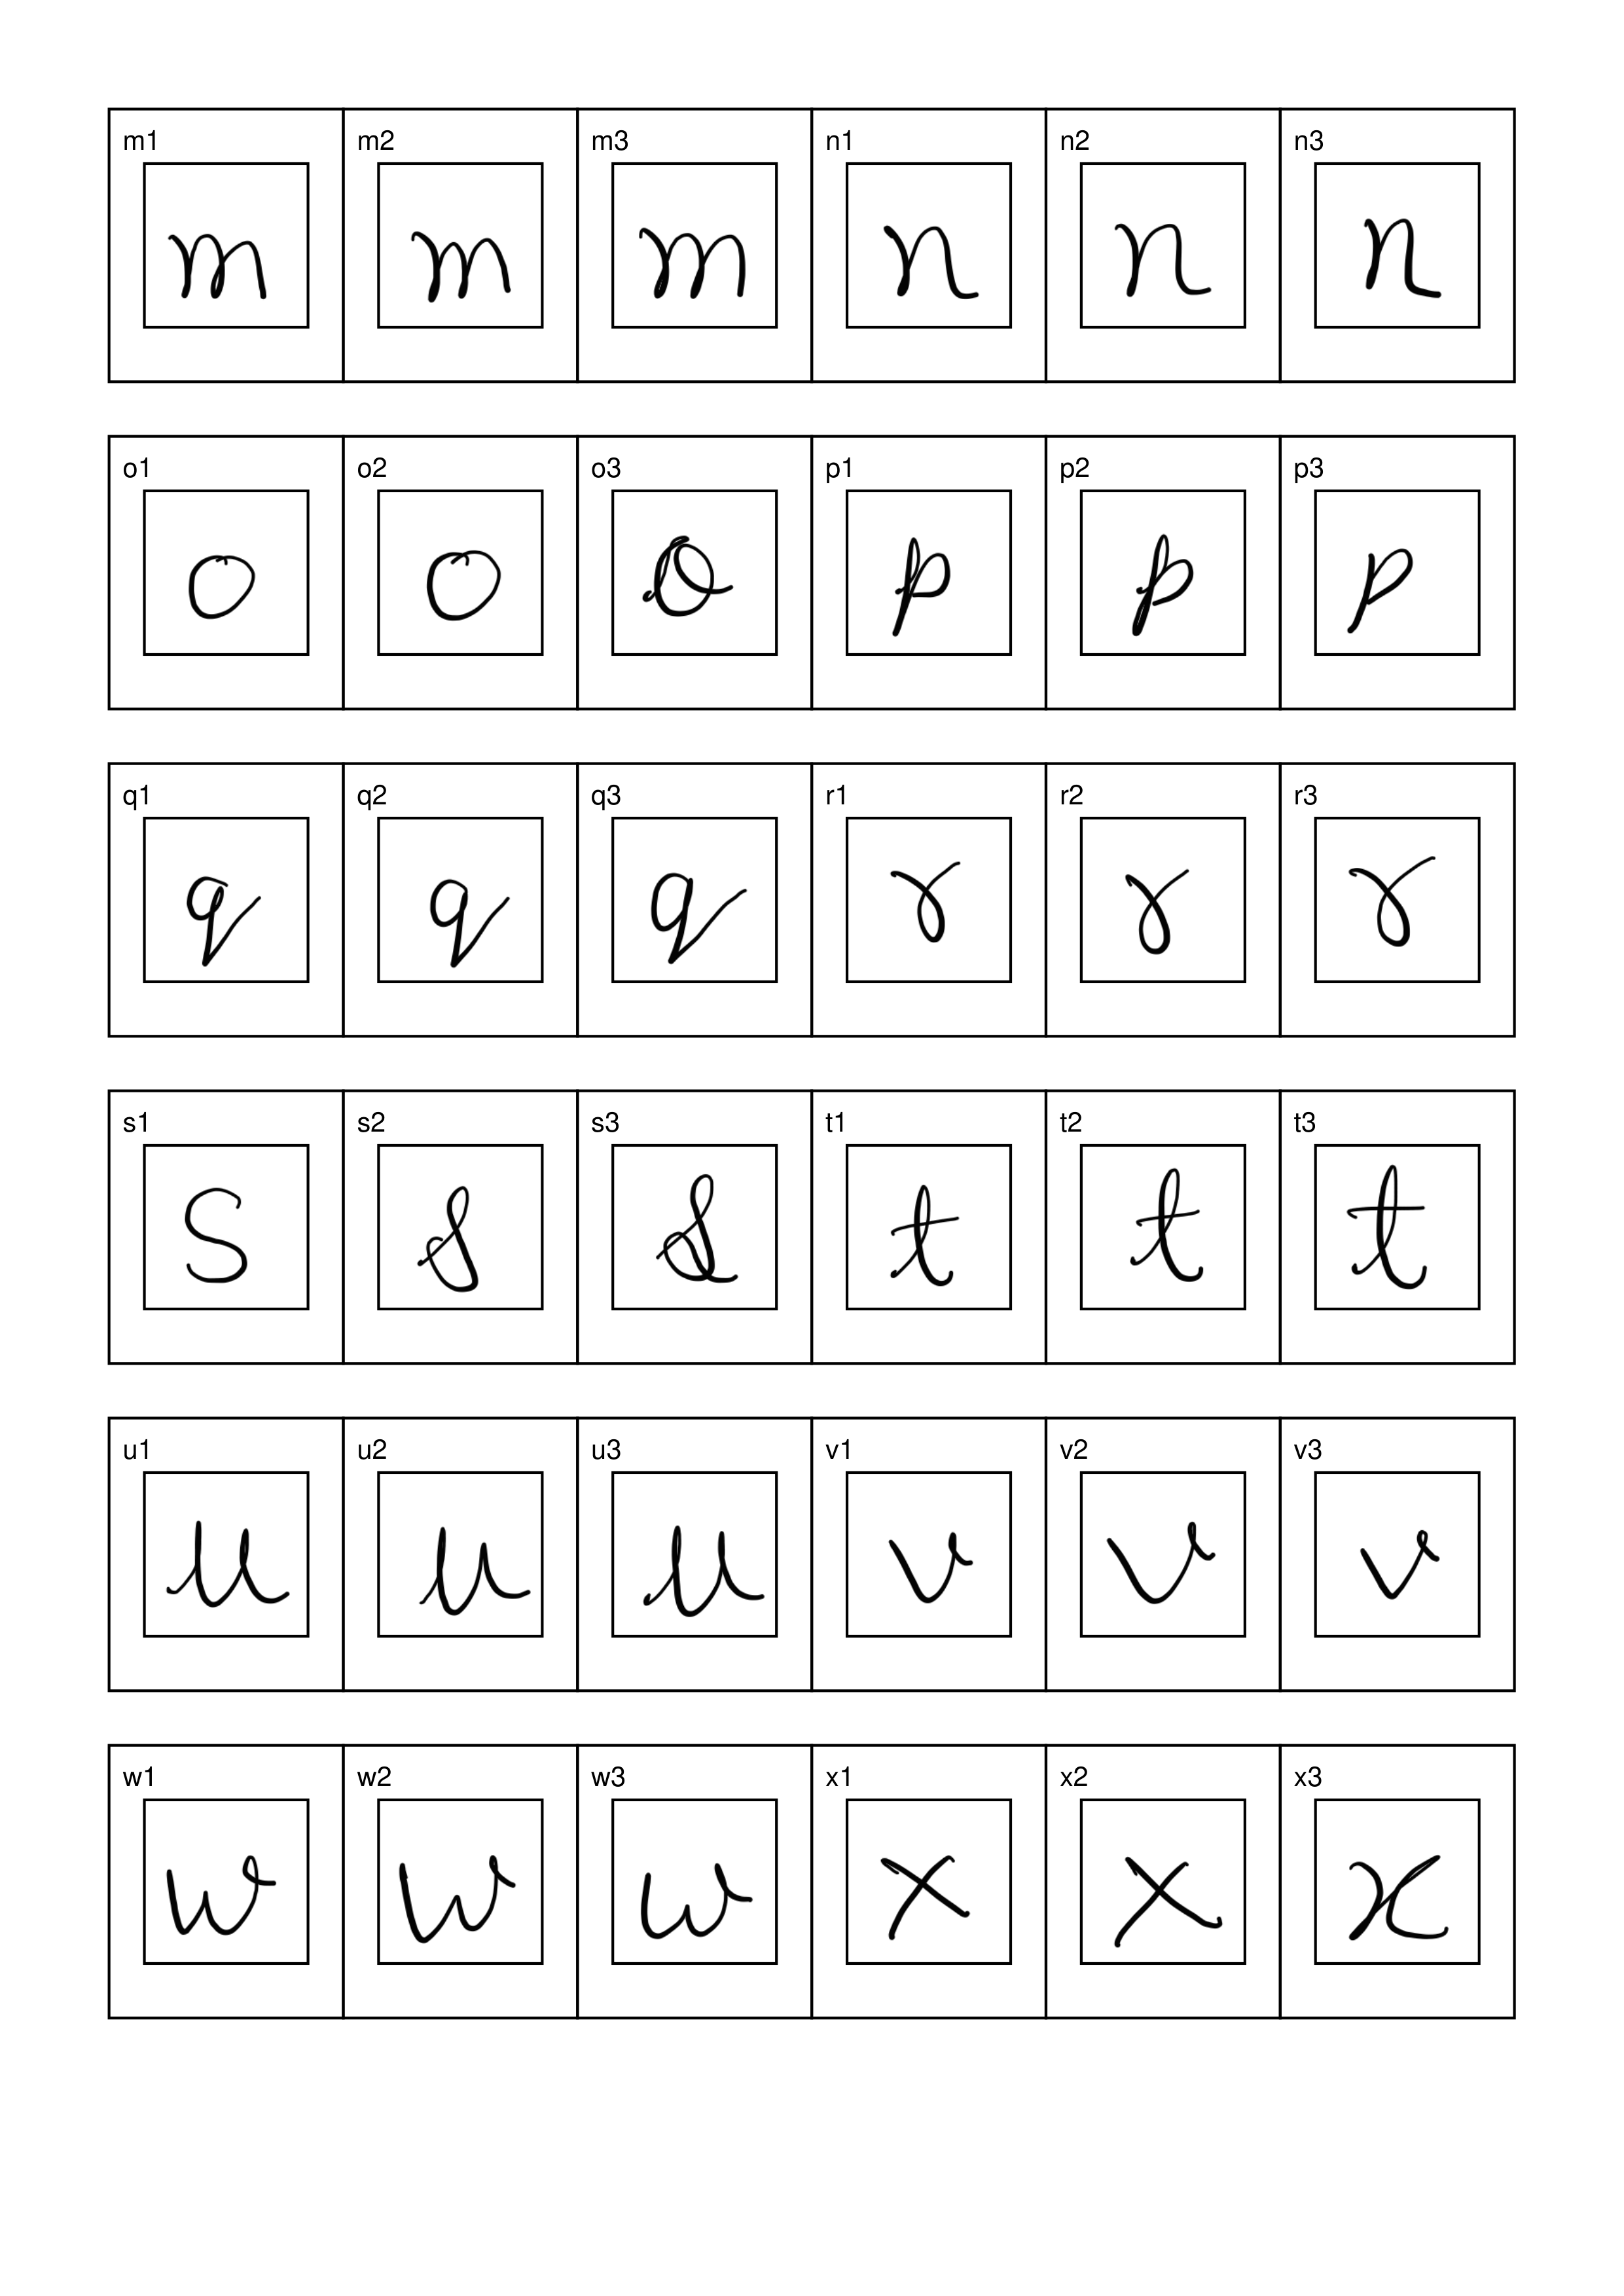 m1 m2 m3 n1 n2 n3
m m m n n n
o1 o2 o3 p1 p2 p3
o o o p p p
q1 q2 q3 r1 r2 r3
q q q r r r
s1 s2 s3 t1 t2 t3
s s s t t t
u1 u2 u3 v1 v2 v3
u u u v v v
w1 w2 w3 x1 x2 x3
w w w x x x